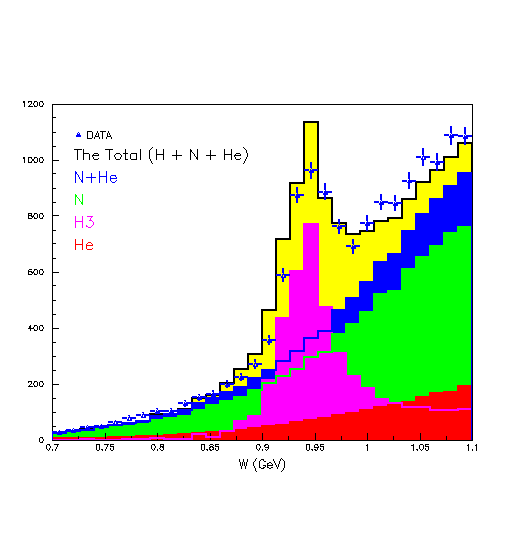 1200
1000
800
600
400
200
0
DATA
The Total (H + N + He)
N+He
N
H3
He
0.7 0.75 0.8 0.85 0.9 0.95 1 1.05 1.1
W (GeV)